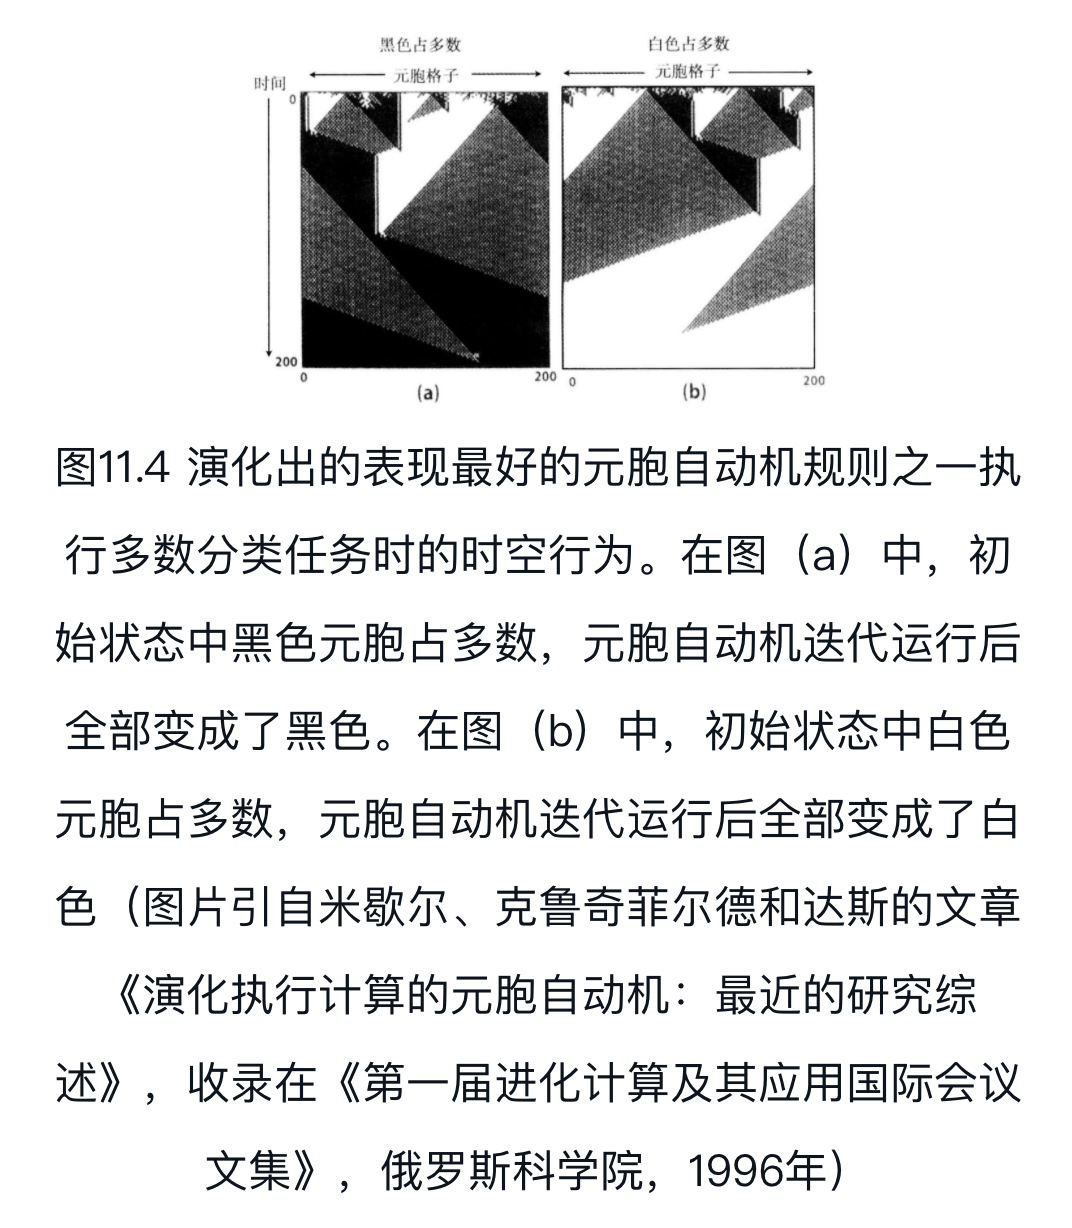 黑色占多数
白色占多数
元胞格子
元胞格子
时间
0
200
0
200
0
200
(a)
(b)
图11.4 演化出的表现最好的元胞自动机规则之一执
行多数分类任务时的时空行为。在图（a）中，初
始状态中黑色元胞占多数，元胞自动机迭代运行后
全部变成了黑色。在图（b）中，初始状态中白色
元胞占多数，元胞自动机迭代运行后全部变成了白
色（图片引自米歇尔、克鲁奇菲尔德和达斯的文章
《演化执行计算的元胞自动机：最近的研究综
述》，收录在《第一届进化计算及其应用国际会议
文集》，俄罗斯科学院，1996年）